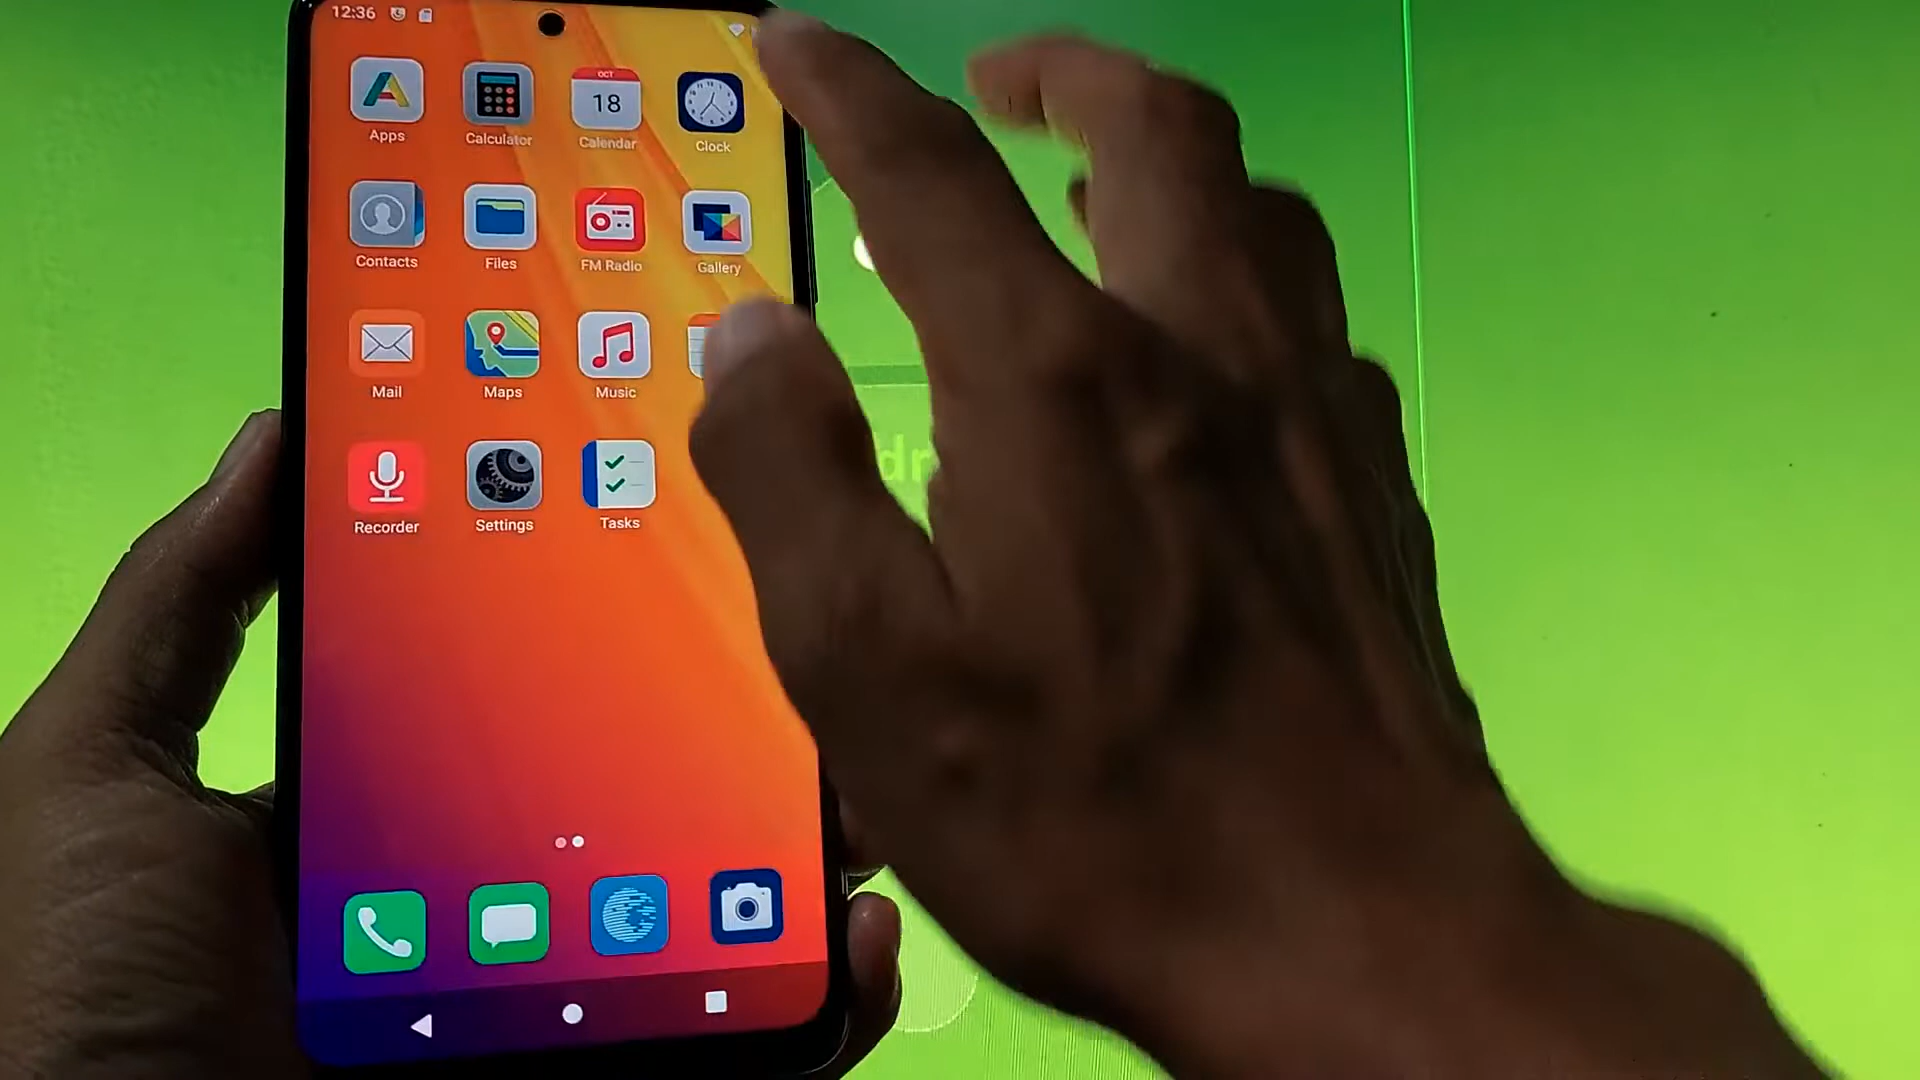 12:36
OCT
18
Apps Calculator Calendar Clock
Contacts Files FM Radio Gallery
Mail Maps Music
Recorder Settings Tasks